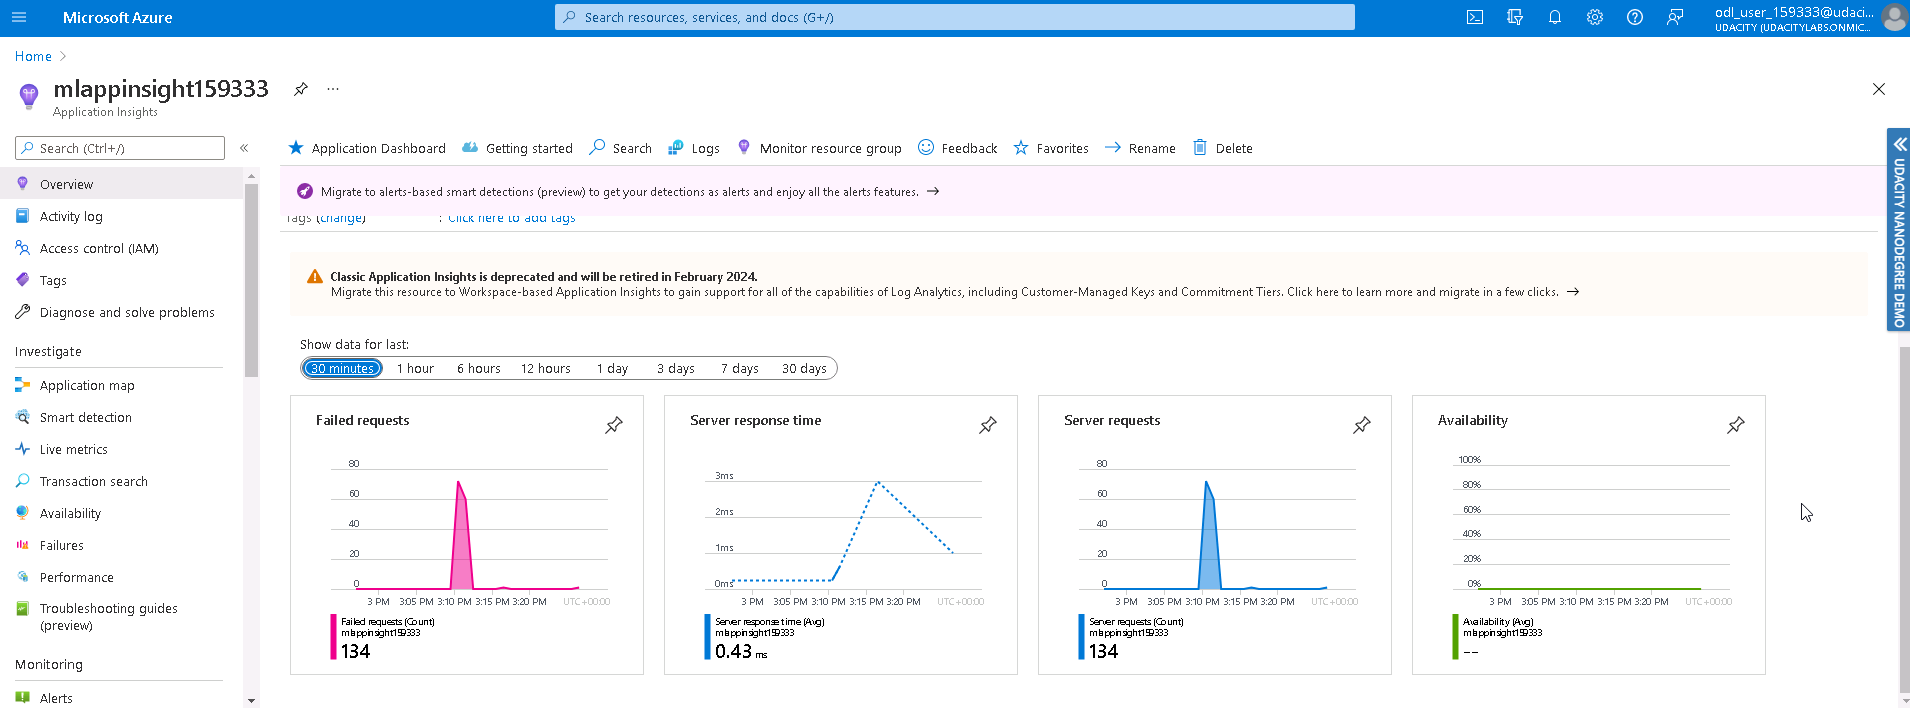 Microsoft Azure
Search resources, services, and docs (G+/)
odl_user_159333@udaci...
UDACITY (UDACITYLABS.ONMIC...
Home
mlappinsight159333
...
Application Insights
Search (Ctrl+/)
Application Dashboard
Getting started
Search
Logs
Monitor resource group
Feedback
Favorites
Rename
Delete
Overview
Activity log
Access control (IAM)
Tags
Diagnose and solve problems
Investigate
Application map
Smart detection
Live metrics
Transaction search
Availability
Failures
Performance
Troubleshooting guides
(preview)
Monitoring
Alerts
Migrate to alerts-based smart detections (preview) to get your detections as alerts and enjoy all the alerts features.
Tags (change) : Click here to add tags
Classic Application Insights is deprecated and will be retired in February 2024.
Migrate this resource to Workspace-based Application Insights to gain support for all of the capabilities of Log Analytics, including Customer-Managed Keys and Commitment Tiers. Click here to learn more and migrate in a few clicks.
Show data for last:
30 minutes 1 hour 6 hours 12 hours 1 day 3 days 7 days 30 days
Failed requests
80
60
40
20
0
3 PM 3:05 PM 3:10 PM 3:15 PM 3:20 PM UTC+00:00
Failed requests (Count)
mlappinsight159333
134
Server response time
3ms
2ms
1ms
0ms
3 PM 3:05 PM 3:10 PM 3:15 PM 3:20 PM UTC+00:00
Server response time (Avg)
mlappinsight159333
0.43 ms
Server requests
80
60
40
20
0
3 PM 3:05 PM 3:10 PM 3:15 PM 3:20 PM UTC+00:00
Server requests (Count)
mlappinsight159333
134
Availability
100%
80%
60%
40%
20%
0%
3 PM 3:05 PM 3:10 PM 3:15 PM 3:20 PM UTC+00:00
Availability (Avg)
mlappinsight159333
--
UDACITY NANODEGREE DEMO